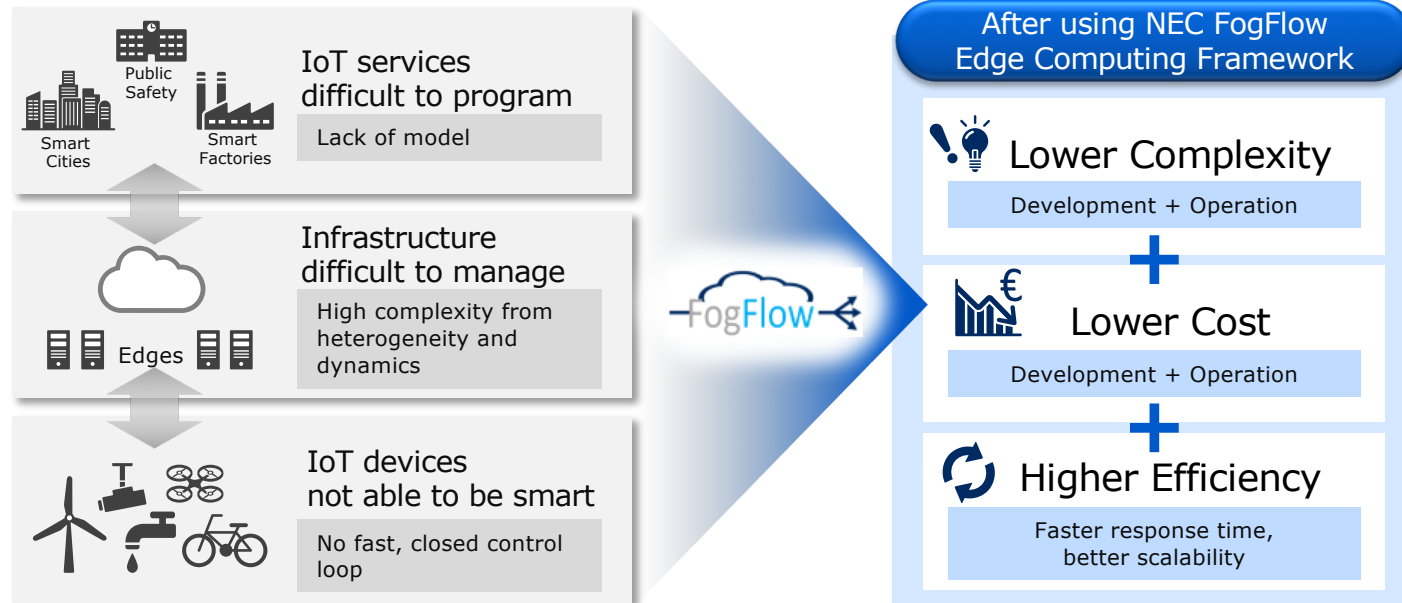 Public
Safety
Smart
Cities
Smart
Factories
IoT services
difficult to program
Lack of model
Infrastructure
difficult to manage
High complexity from
heterogeneity and
dynamics
Edges
IoT devices
not able to be smart
No fast, closed control
loop
FogFlow
After using NEC FogFlow
Edge Computing Framework
Lower Complexity
Development + Operation
+
€
Lower Cost
Development + Operation
+
Higher Efficiency
Faster response time,
better scalability